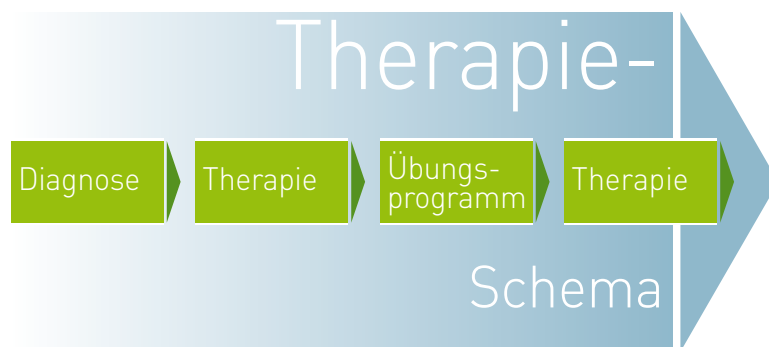 Therapie-
Diagnose
Therapie
Übungs-
programm
Therapie
Schema